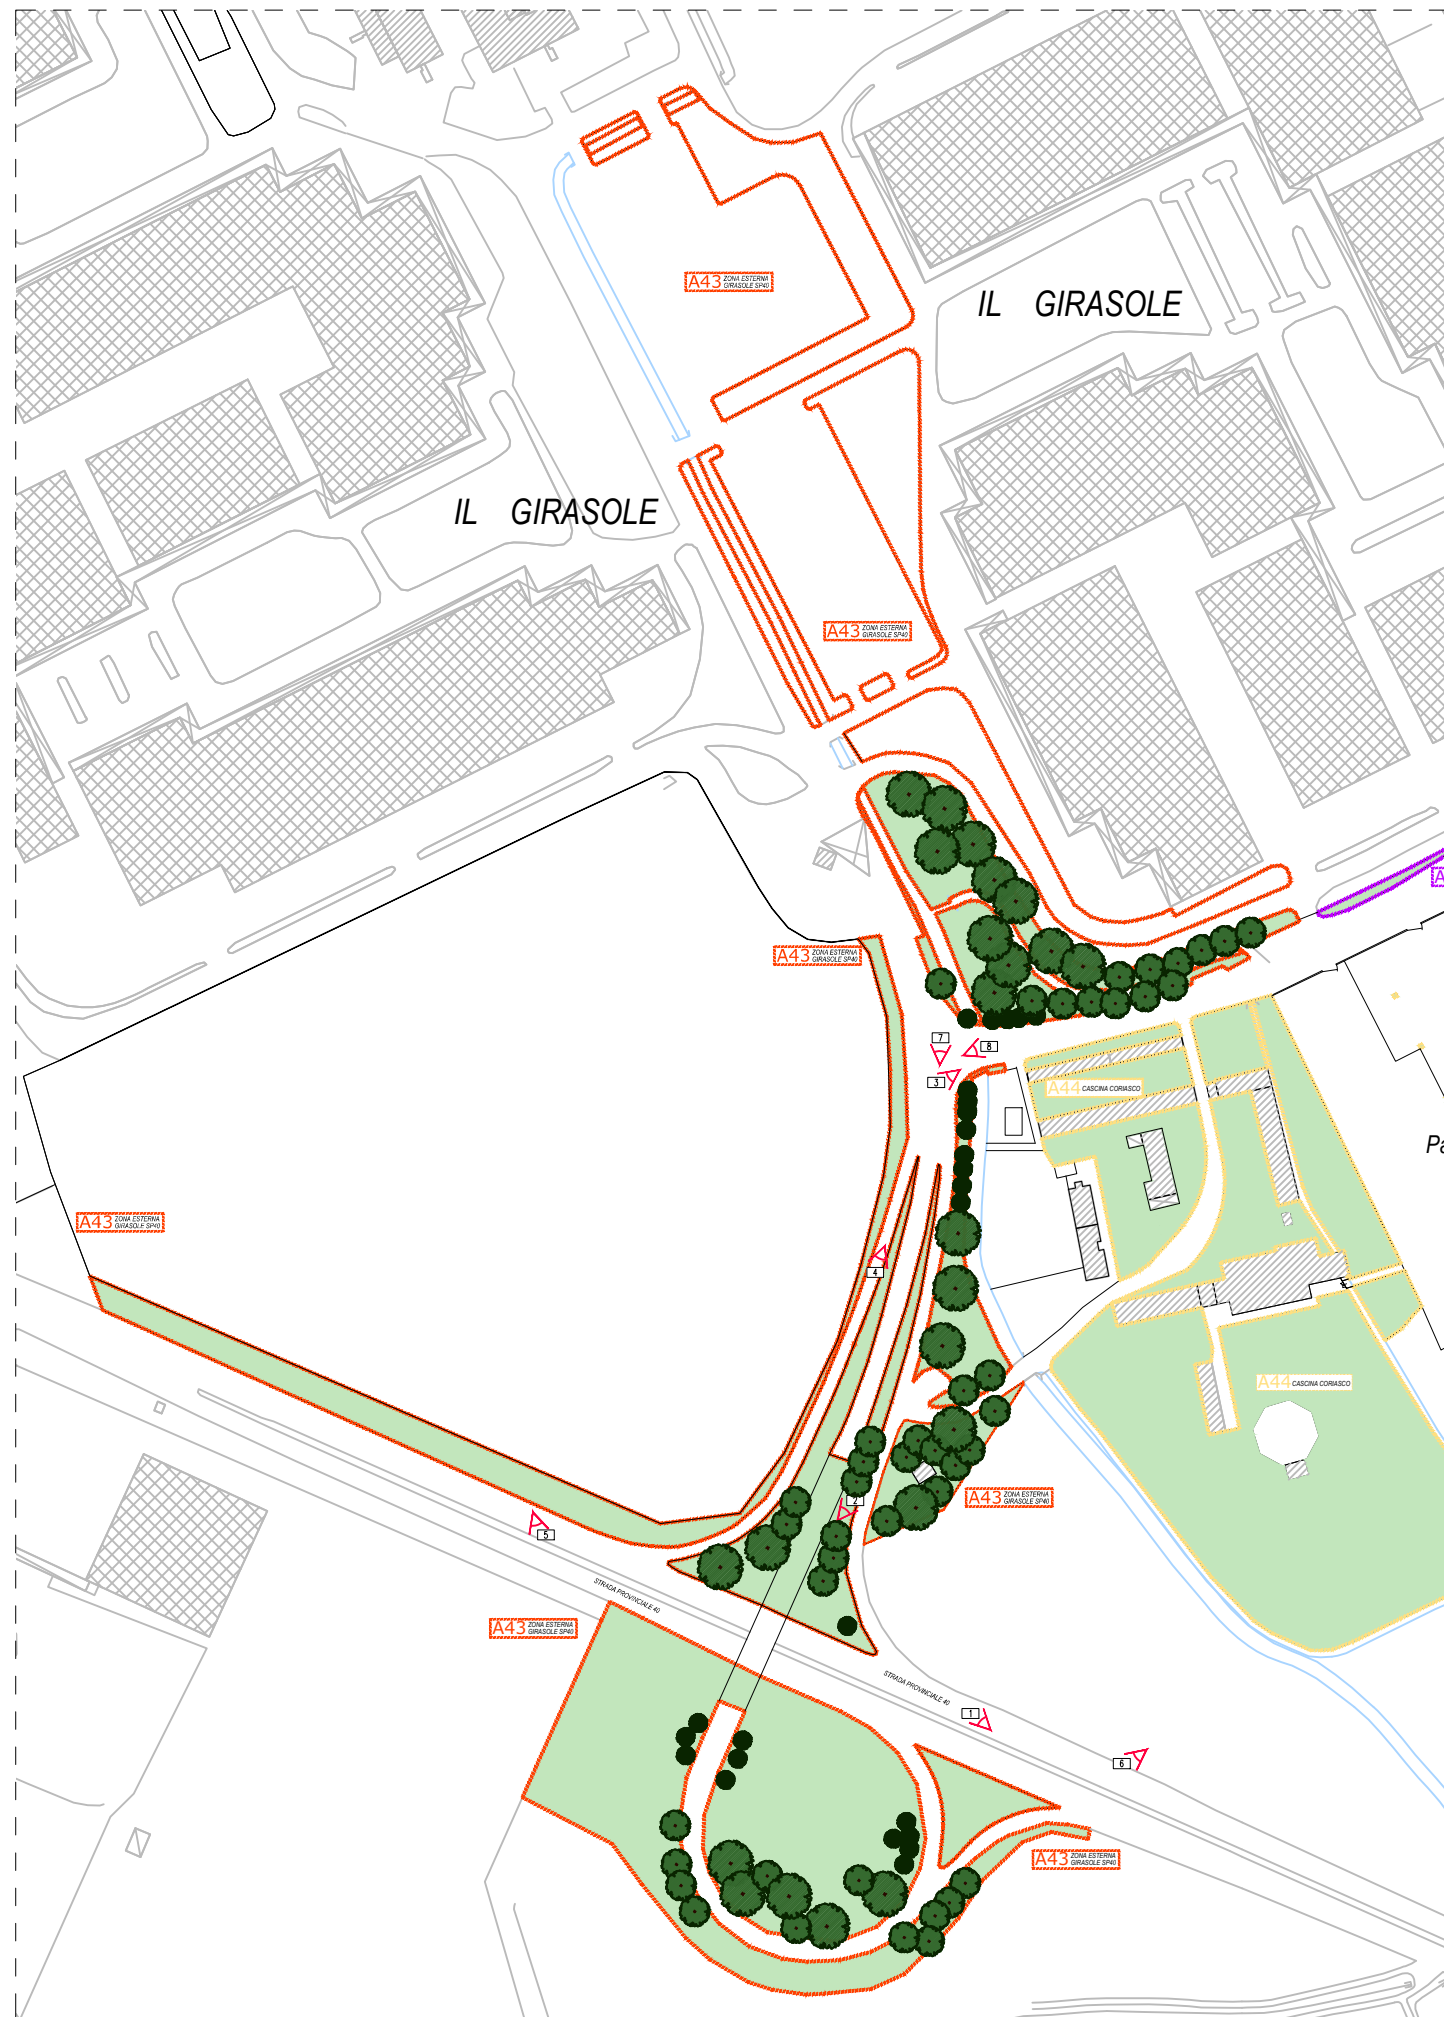 A43 ZONA ESTERNA
GIRASOLE SP40
IL GIRASOLE
IL GIRASOLE
A43 ZONA ESTERNA
GIRASOLE SP40
A
A43 ZONA ESTERNA
GIRASOLE SP40
7
8
3
A44 CASCINA CORIASCO
Pa
A43 ZONA ESTERNA
GIRASOLE SP40
4
A44 CASCINA CORIASCO
2
A43 ZONA ESTERNA
GIRASOLE SP40
5
STRADA PROVINCIALE 40
A43 ZONA ESTERNA
GIRASOLE SP40
STRADA PROVINCIALE 40
1
6
A43 ZONA ESTERNA
GIRASOLE SP40